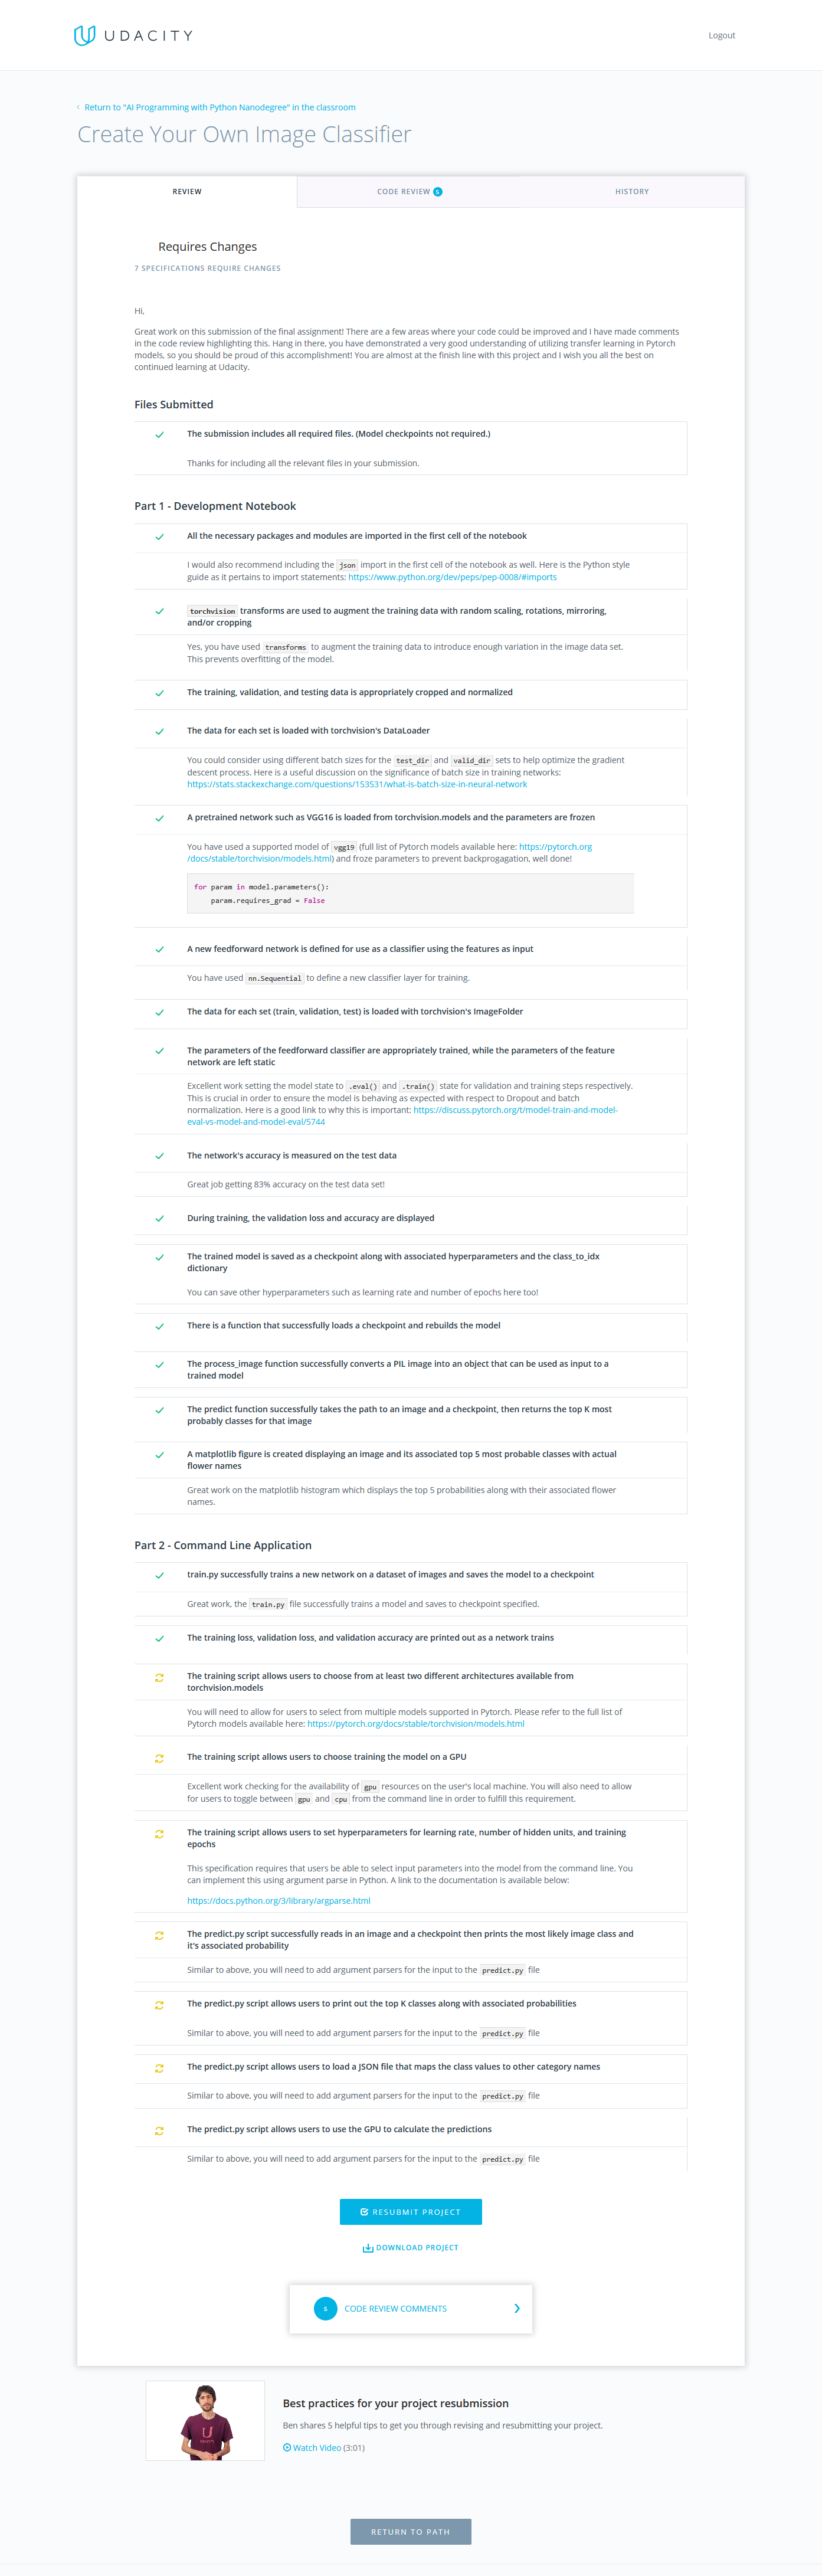 UDACITY
Logout
Return to "AI Programming with Python Nanodegree" in the classroom
Create Your Own Image Classifier
REVIEW
CODE REVIEW 5
HISTORY
Requires Changes
7 SPECIFICATIONS REQUIRE CHANGES
Hi,
Great work on this submission of the final assignment! There are a few areas where your code could be improved and I have made comments
in the code review highlighting this. Hang in there, you have demonstrated a very good understanding of utilizing transfer learning in Pytorch
models, so you should be proud of this accomplishment! You are almost at the finish line with this project and I wish you all the best on
continued learning at Udacity.
Files Submitted
The submission includes all required files. (Model checkpoints not required.)
Thanks for including all the relevant files in your submission.
Part 1 - Development Notebook
All the necessary packages and modules are imported in the first cell of the notebook
I would also recommend including the json import in the first cell of the notebook as well. Here is the Python style
guide as it pertains to import statements: https://www.python.org/dev/peps/pep-0008/#imports
torchvision transforms are used to augment the training data with random scaling, rotations, mirroring,
and/or cropping
Yes, you have used transforms to augment the training data to introduce enough variation in the image data set.
This prevents overfitting of the model.
The training, validation, and testing data is appropriately cropped and normalized
The data for each set is loaded with torchvision's DataLoader
You could consider using different batch sizes for the test_dir and valid_dir sets to help optimize the gradient
descent process. Here is a useful discussion on the significance of batch size in training networks:
https://stats.stackexchange.com/questions/153531/what-is-batch-size-in-neural-network
A pretrained network such as VGG16 is loaded from torchvision.models and the parameters are frozen
You have used a supported model of vgg19 (full list of Pytorch models available here: https://pytorch.org
/docs/stable/torchvision/models.html) and froze parameters to prevent backprogagation, well done!
for param in model.parameters():
param.requires_grad = False
A new feedforward network is defined for use as a classifier using the features as input
You have used nn.Sequential to define a new classifier layer for training.
The data for each set (train, validation, test) is loaded with torchvision's ImageFolder
The parameters of the feedforward classifier are appropriately trained, while the parameters of the feature
network are left static
Excellent work setting the model state to .eval() and .train() state for validation and training steps respectively.
This is crucial in order to ensure the model is behaving as expected with respect to Dropout and batch
normalization. Here is a good link to why this is important: https://discuss.pytorch.org/t/model-train-and-model-
eval-vs-model-and-model-eval/5744
The network's accuracy is measured on the test data
Great job getting 83% accuracy on the test data set!
During training, the validation loss and accuracy are displayed
The trained model is saved as a checkpoint along with associated hyperparameters and the class_to_idx
dictionary
You can save other hyperparameters such as learning rate and number of epochs here too!
There is a function that successfully loads a checkpoint and rebuilds the model
The process_image function successfully converts a PIL image into an object that can be used as input to a
trained model
The predict function successfully takes the path to an image and a checkpoint, then returns the top K most
probably classes for that image
A matplotlib figure is created displaying an image and its associated top 5 most probable classes with actual
flower names
Great work on the matplotlib histogram which displays the top 5 probabilities along with their associated flower
names.
Part 2 - Command Line Application
train.py successfully trains a new network on a dataset of images and saves the model to a checkpoint
Great work, the train.py file successfully trains a model and saves to checkpoint specified.
The training loss, validation loss, and validation accuracy are printed out as a network trains
The training script allows users to choose from at least two different architectures available from
torchvision.models
You will need to allow for users to select from multiple models supported in Pytorch. Please refer to the full list of
Pytorch models available here: https://pytorch.org/docs/stable/torchvision/models.html
The training script allows users to choose training the model on a GPU
Excellent work checking for the availability of gpu resources on the user's local machine. You will also need to allow
for users to toggle between gpu and cpu from the command line in order to fulfill this requirement.
The training script allows users to set hyperparameters for learning rate, number of hidden units, and training
epochs
This specification requires that users be able to select input parameters into the model from the command line. You
can implement this using argument parse in Python. A link to the documentation is available below:
https://docs.python.org/3/library/argparse.html
The predict.py script successfully reads in an image and a checkpoint then prints the most likely image class and
it's associated probability
Similar to above, you will need to add argument parsers for the input to the predict.py file
The predict.py script allows users to print out the top K classes along with associated probabilities
Similar to above, you will need to add argument parsers for the input to the predict.py file
The predict.py script allows users to load a JSON file that maps the class values to other category names
Similar to above, you will need to add argument parsers for the input to the predict.py file
The predict.py script allows users to use the GPU to calculate the predictions
Similar to above, you will need to add argument parsers for the input to the predict.py file
RESUBMIT PROJECT
DOWNLOAD PROJECT
5 CODE REVIEW COMMENTS
Best practices for your project resubmission
Ben shares 5 helpful tips to get you through revising and resubmitting your project.
Watch Video (3:01)
RETURN TO PATH